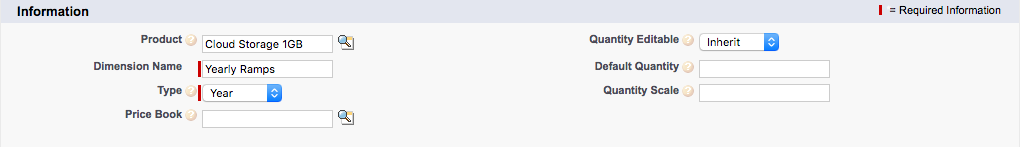 Information
= Required Information
Product ? Cloud Storage 1GB
Quantity Editable ? Inherit
Dimension Name Yearly Ramps
Default Quantity ?
Type ? Year
Quantity Scale ?
Price Book ?